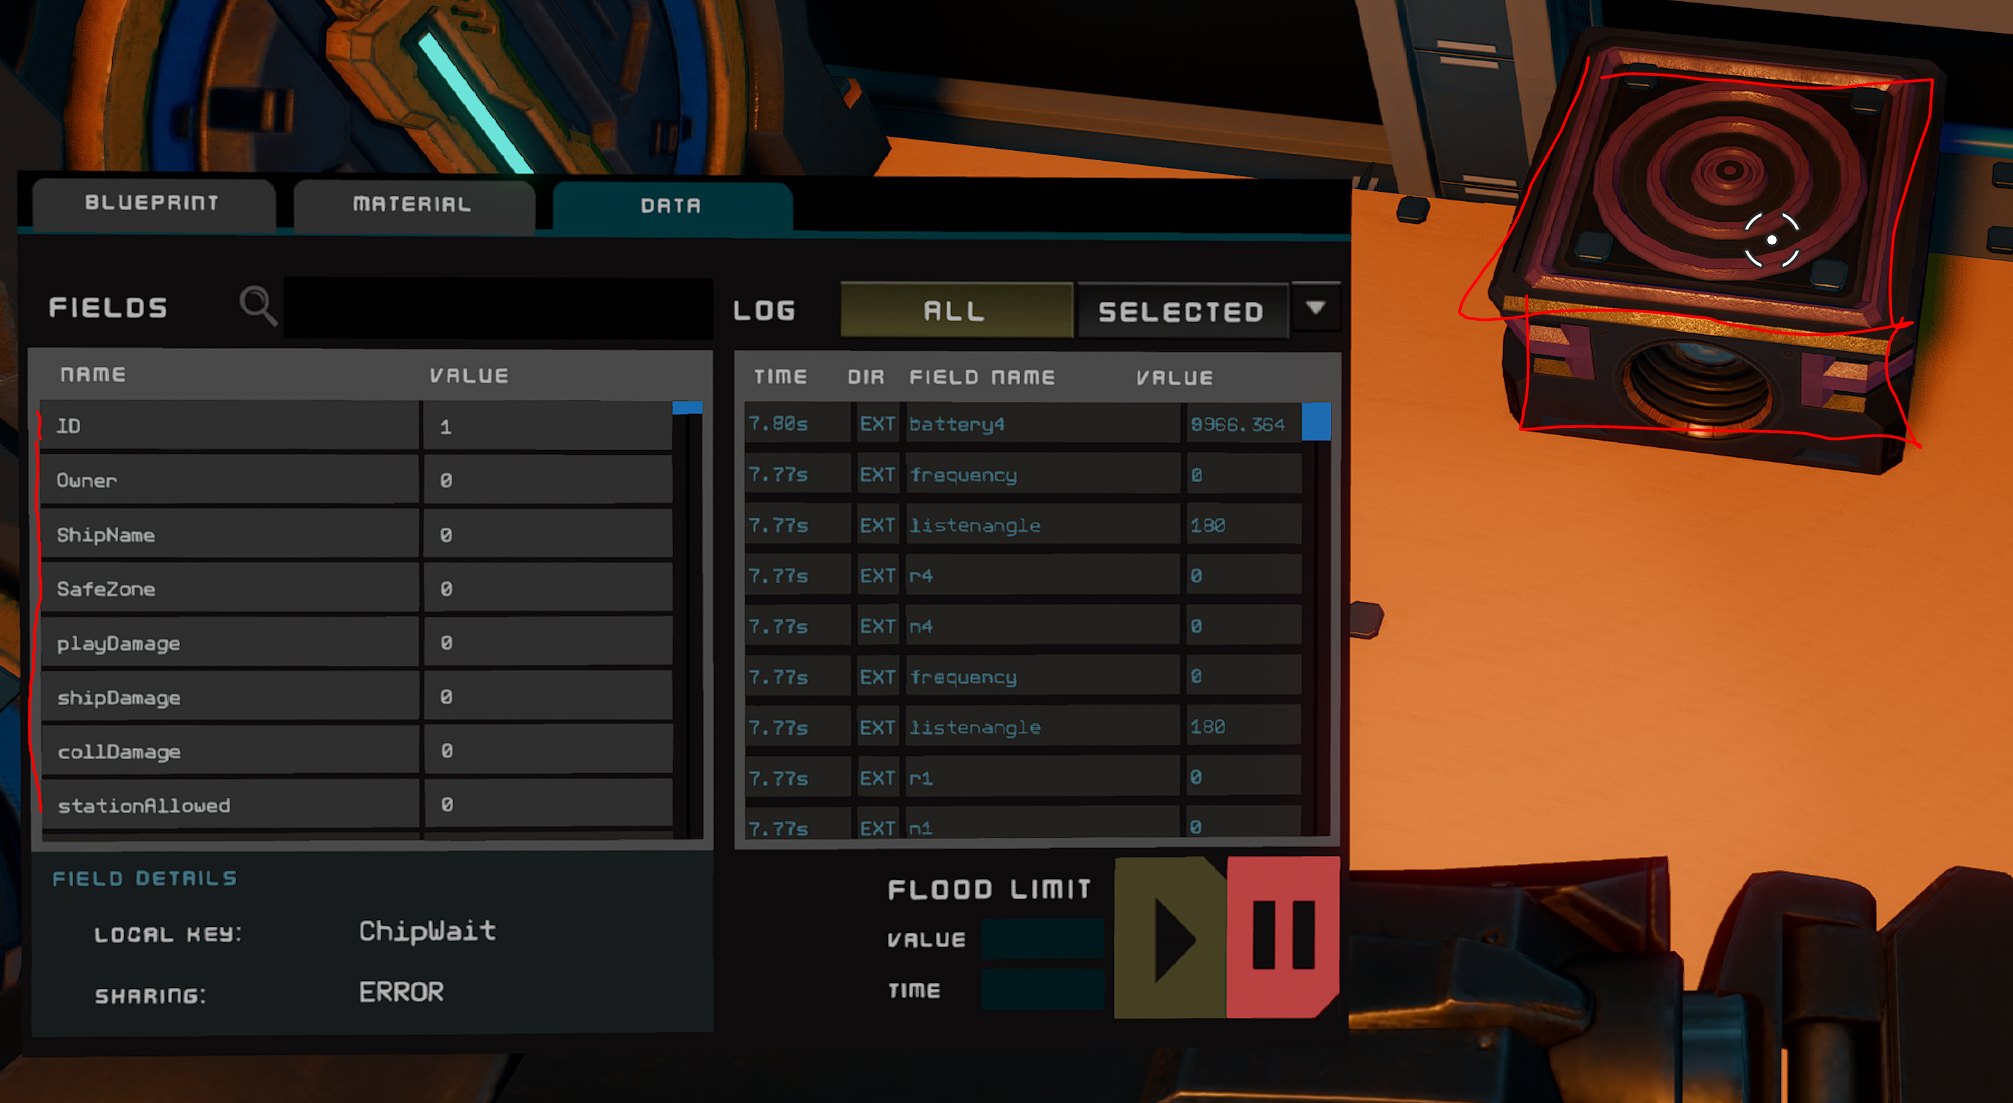 BLUEPRINT MATERIAL DATA
FIELDS LOG ALL SELECTED
NAME VALUE
ID 1
Owner 0
ShipName 0
SafeZone 0
playDamage 0
shipDamage 0
collDamage 0
stationAllowed 0
TIME DIR FIELD NAME VALUE
7.80s EXT battery4 9966.364
7.77s EXT frequency 0
7.77s EXT listenangle 180
7.77s EXT r4 0
7.77s EXT n4 0
7.77s EXT frequency 0
7.77s EXT listenangle 180
7.77s EXT r1 0
7.77s EXT n1 0
FIELD DETAILS
LOCAL KEY: ChipWait
SHARING: ERROR
FLOOD LIMIT
VALUE
TIME